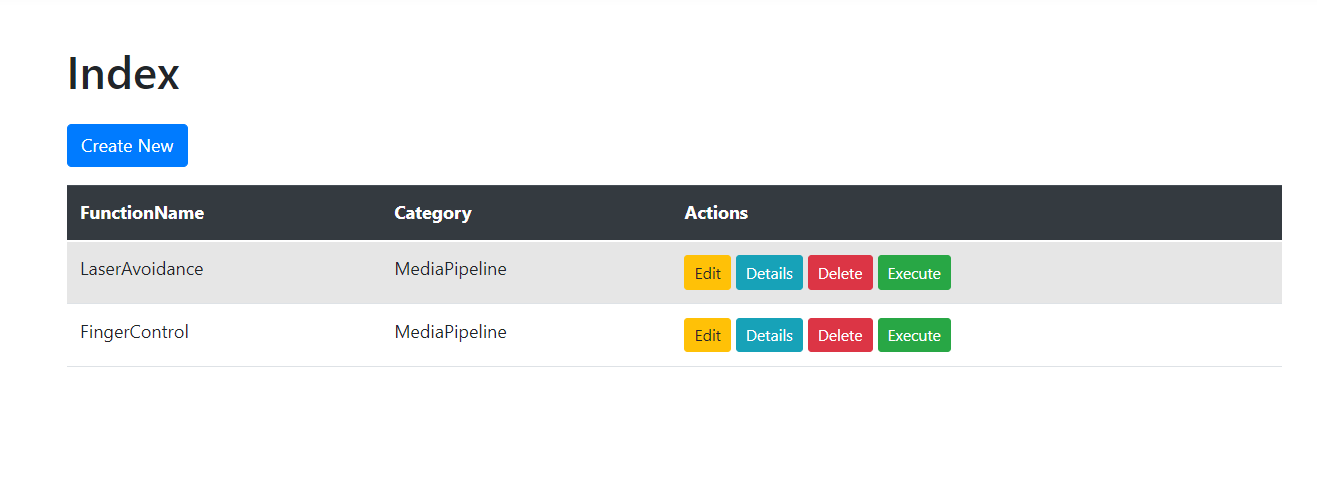 Index
Create New
FunctionName Category Actions
LaserAvoidance MediaPipeline Edit Details Delete Execute
FingerControl MediaPipeline Edit Details Delete Execute